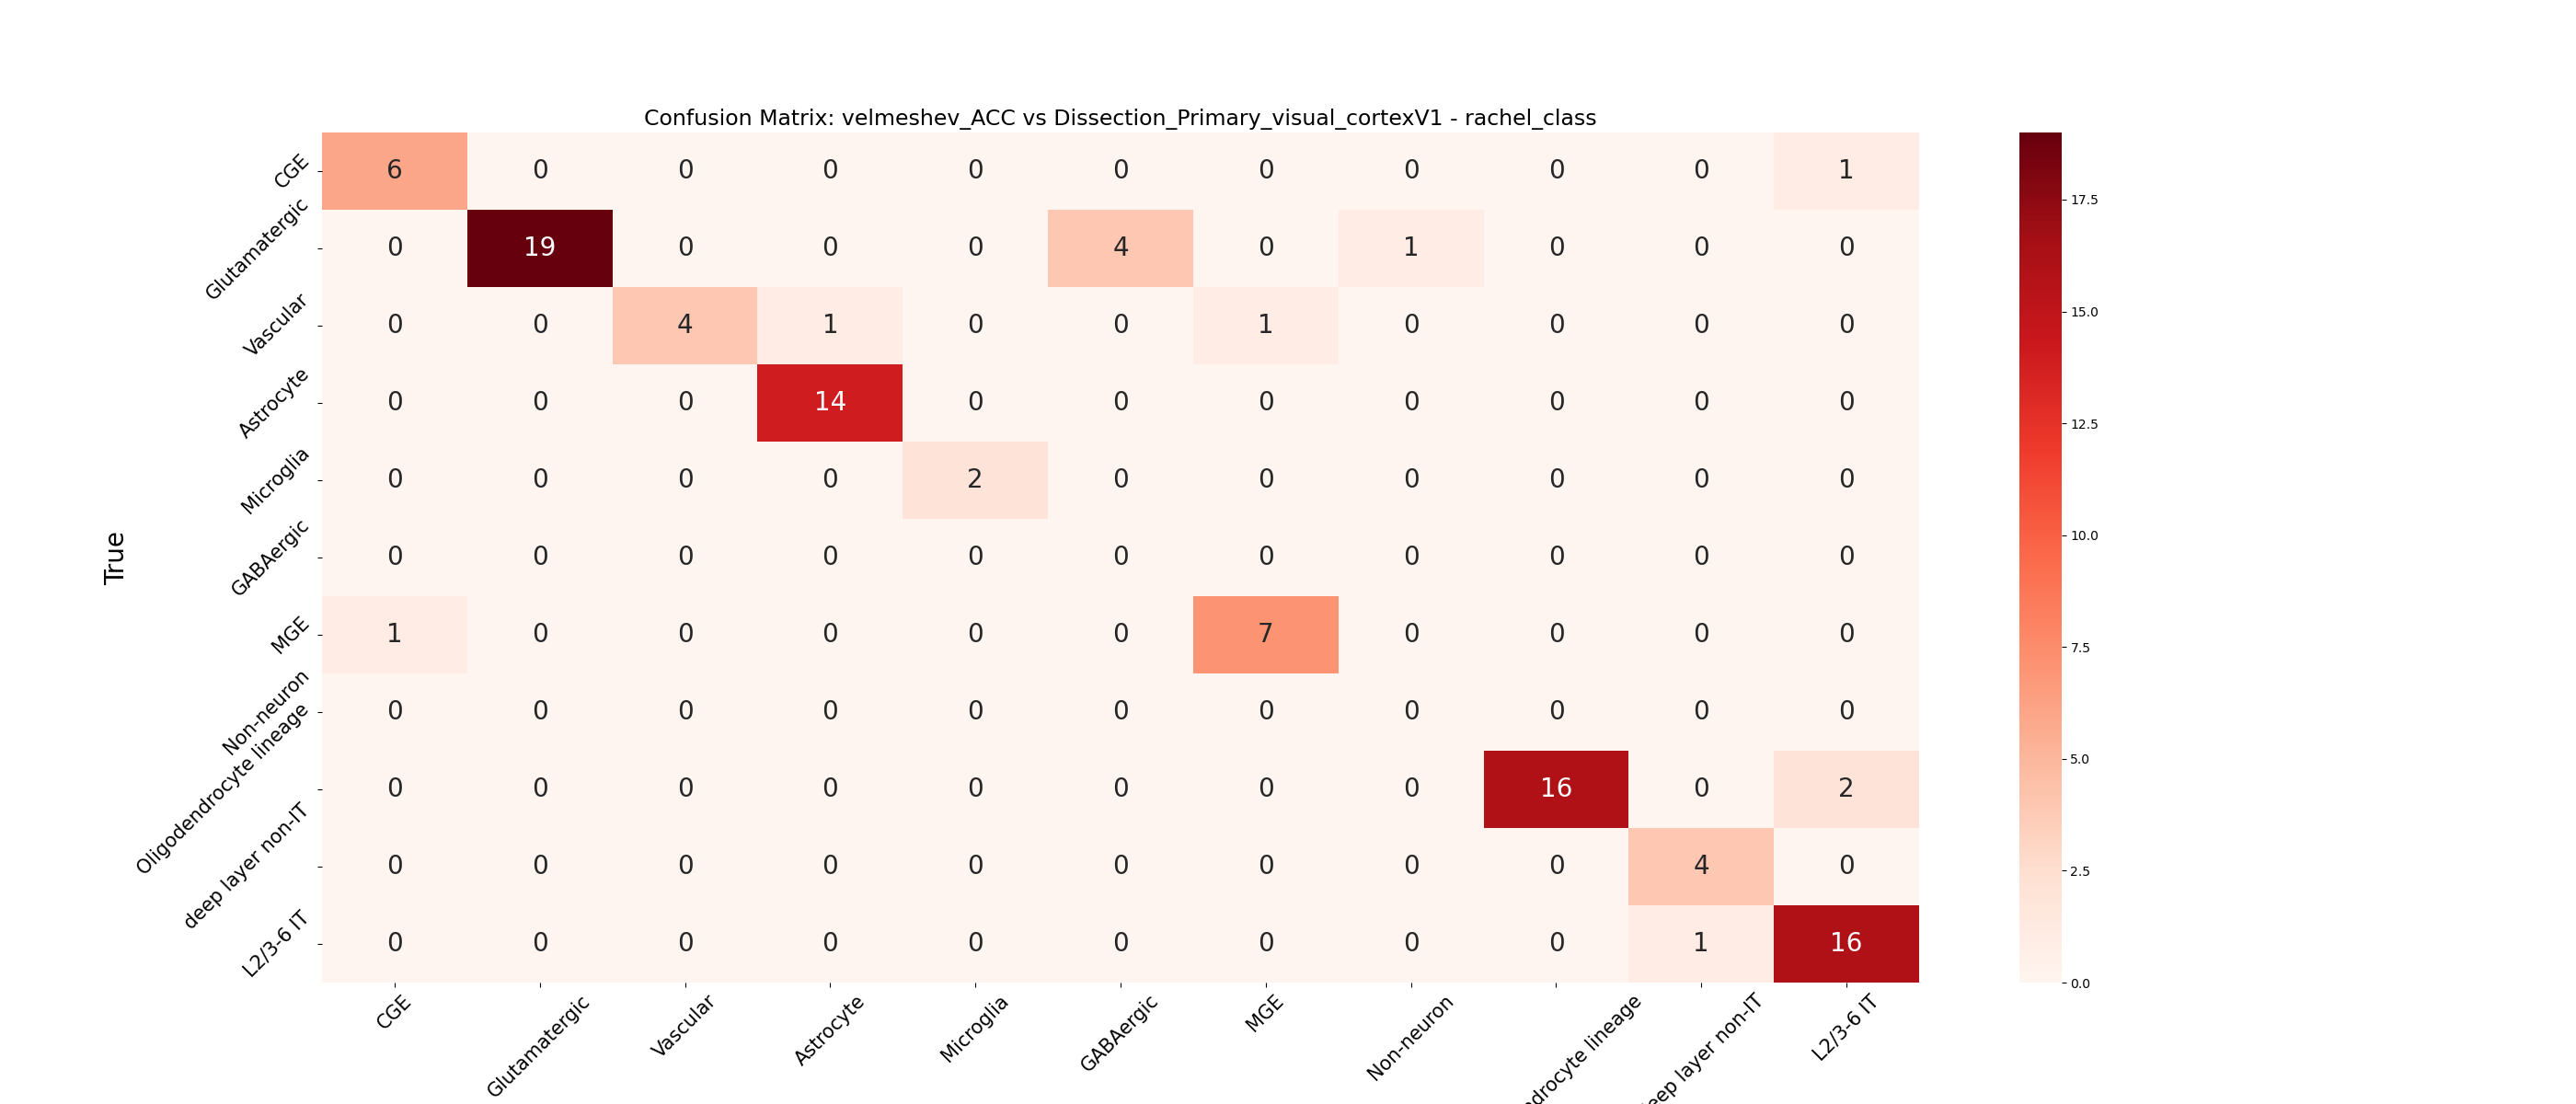 Confusion Matrix: velmeshev_ACC vs Dissection_Primary_visual_cortexV1 - rachel_class
True
CGE 6 0 0 0 0 0 0 0 0 0 1
Glutamatergic 0 19 0 0 0 4 0 1 0 0 0
Vascular 0 0 4 1 0 0 1 0 0 0 0
Astrocyte 0 0 0 14 0 0 0 0 0 0 0
Microglia 0 0 0 0 2 0 0 0 0 0 0
GABAergic 0 0 0 0 0 0 0 0 0 0 0
MGE 1 0 0 0 0 0 7 0 0 0 0
Non-neuron 0 0 0 0 0 0 0 0 0 0 0
Oligodendrocyte lineage 0 0 0 0 0 0 0 0 16 0 2
deep layer non-IT 0 0 0 0 0 0 0 0 0 4 0
L2/3-6 IT 0 0 0 0 0 0 0 0 0 1 16
CGE Glutamatergic Vascular Astrocyte Microglia GABAergic MGE Non-neuron lineage layer non-IT L2/3-6 IT
17.5
15.0
12.5
10.0
7.5
5.0
2.5
0.0